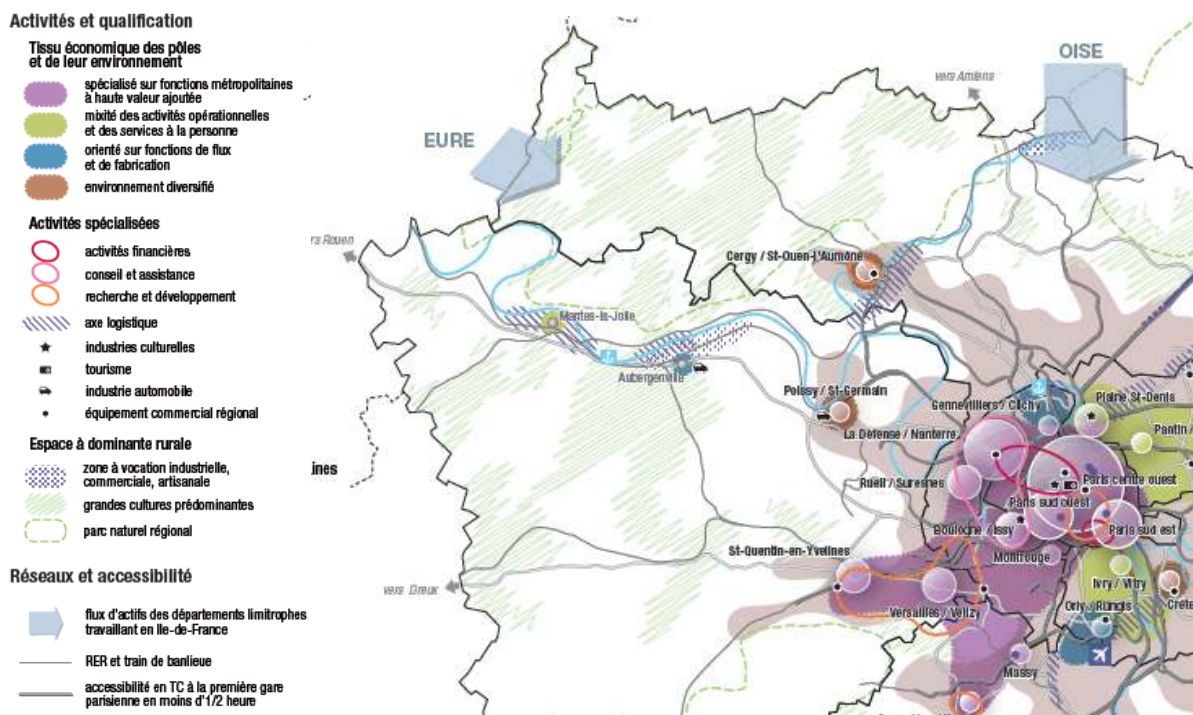 Activités et qualification
Tissu économique des pôles
et de leur environnement
spécialisé sur fonctions métropolitaines
à haute valeur ajoutée
mixité des activités opérationnelles
et des services à la personne
orienté sur fonctions de flux
et de fabrication
environnement diversifié
Activités spécialisées
activités financières
conseil et assistance
recherche et développement
axe logistique
industries culturelles
tourisme
industrie automobile
équipement commercial régional
Espace à dominante rurale
zone à vocation industrielle,
commerciale, artisanale
grandes cultures prédominantes
parc naturel régional
Réseaux et accessibilité
flux d'actifs des départements limitrophes
travaillant en Ile-de-France
RER et train de banlieue
accessibilité en TC à la première gare
parisienne en moins d'1/2 heure
OISE
vers Amiens
EURE
rs Rouen
Cergy / St-Ouen-l'Aumône
Mantes-la-Jolie
Aubergenville
Poissy / St-Germain
Gennevilliers / Clichy
Plaine St-Denis
La Défense / Nanterre
Pantin /
ines
Rueil / Suresnes
Paris centre ouest
Paris sud ouest
Boulogne / Issy
Paris sud est
St-Quentin-en-Yvelines
Montrouge
vers Dreux
Ivry / Vitry
Versailles / Vélizy
Orly / Rungis
Créte
Massy